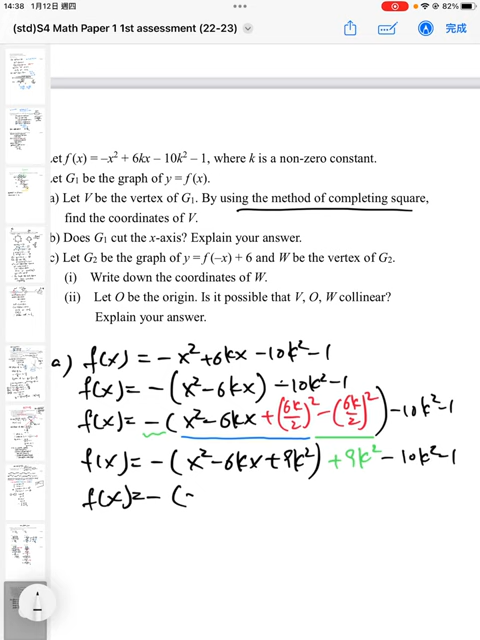 14:38 1月12日 週四
82%
(std)S4 Math Paper 1 1st assessment (22-23)
完成
et f(x) = –x² + 6kx – 10k² – 1, where k is a non-zero constant.
et G₁ be the graph of y = f(x).
a) Let V be the vertex of G₁. By using the method of completing square,
find the coordinates of V.
b) Does G₁ cut the x-axis? Explain your answer.
c) Let G₂ be the graph of y = f(–x) + 6 and W be the vertex of G₂.
(i) Write down the coordinates of W.
(ii) Let O be the origin. Is it possible that V, O, W collinear?
Explain your answer.
a) f(x) = -x²+6kx -10k²-1
f(x) = -(x²-6kx) -10k²-1
f(x) = -(x²-6kx+(6k/2)²-(6k/2)²)-10k²-1
f(x) = -(x²-6kx+9k²)+9k²-10k²-1
f(x) = -(